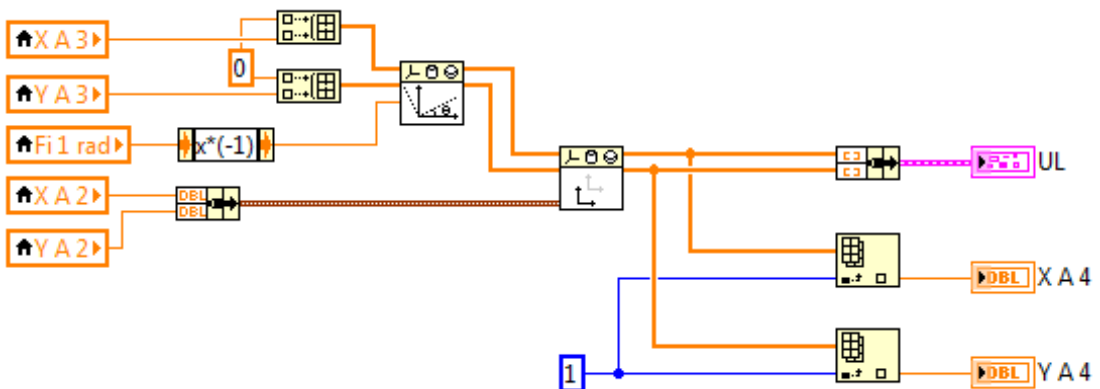 X A 3
0
Y A 3
Fi 1 rad
x*(-1)
θ
X A 2
DBL
DBL
Y A 2
UL
DBL
X A 4
1
DBL
Y A 4